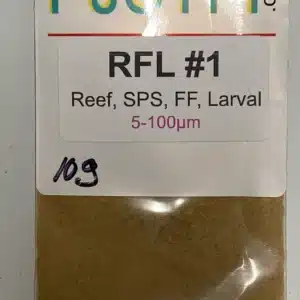 RFL #1
Reef, SPS, FF, Larval
5-100µm
10g